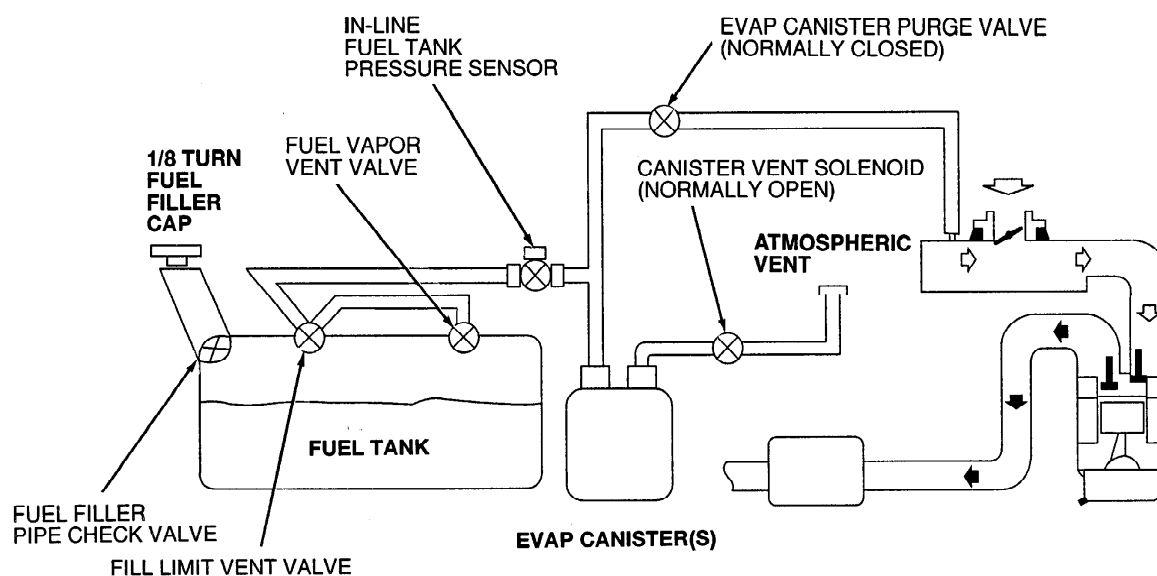 IN-LINE
FUEL TANK
PRESSURE SENSOR
EVAP CANISTER PURGE VALVE
(NORMALLY CLOSED)
1/8 TURN
FUEL
FILLER
CAP
FUEL VAPOR
VENT VALVE
CANISTER VENT SOLENOID
(NORMALLY OPEN)
ATMOSPHERIC
VENT
FUEL TANK
FUEL FILLER
PIPE CHECK VALVE
EVAP CANISTER(S)
FILL LIMIT VENT VALVE